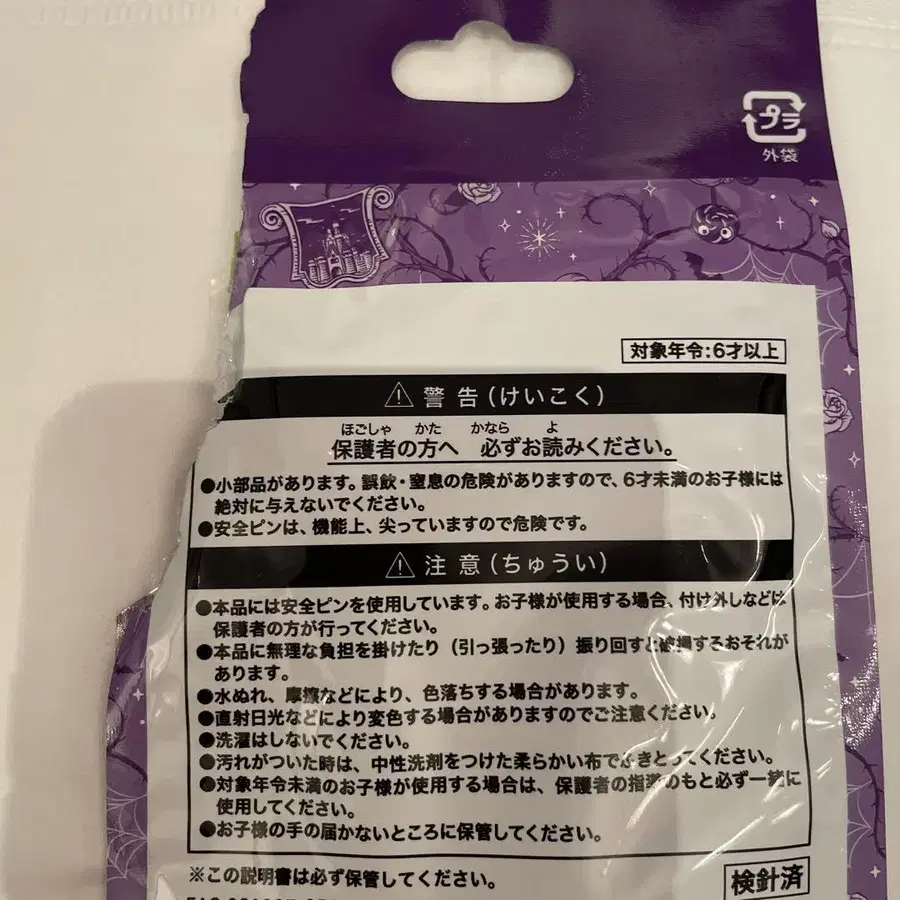 プラ
外袋
対象年令:6才以上
⚠警告(けいこく)
ほごしゃ かた かなら よ
保護者の方へ 必ずお読みください。
●小部品があります。誤飲・窒息の危険がありますので、6才未満のお子様には
絶対に与えないでください。
●安全ピンは、機能上、尖っていますので危険です。
⚠注意(ちゅうい)
●本品には安全ピンを使用しています。お子様が使用する場合、付け外しなどは
保護者の方が行ってください。
●本品に無理な負担を掛けたり(引っ張ったり)振り回すと破損するおそれが
あります。
●水ぬれ、摩擦などにより、色落ちする場合があります。
●直射日光などにより変色する場合がありますのでご注意ください。
●洗濯はしないでください。
●汚れがついた時は、中性洗剤をつけた柔らかい布でふきとってください。
●対象年令未満のお子様が使用する場合は、保護者の指導のもと必ず一緒に
使用してください。
●お子様の手の届かないところに保管してください。
※この説明書は必ず保管してください。
検針済